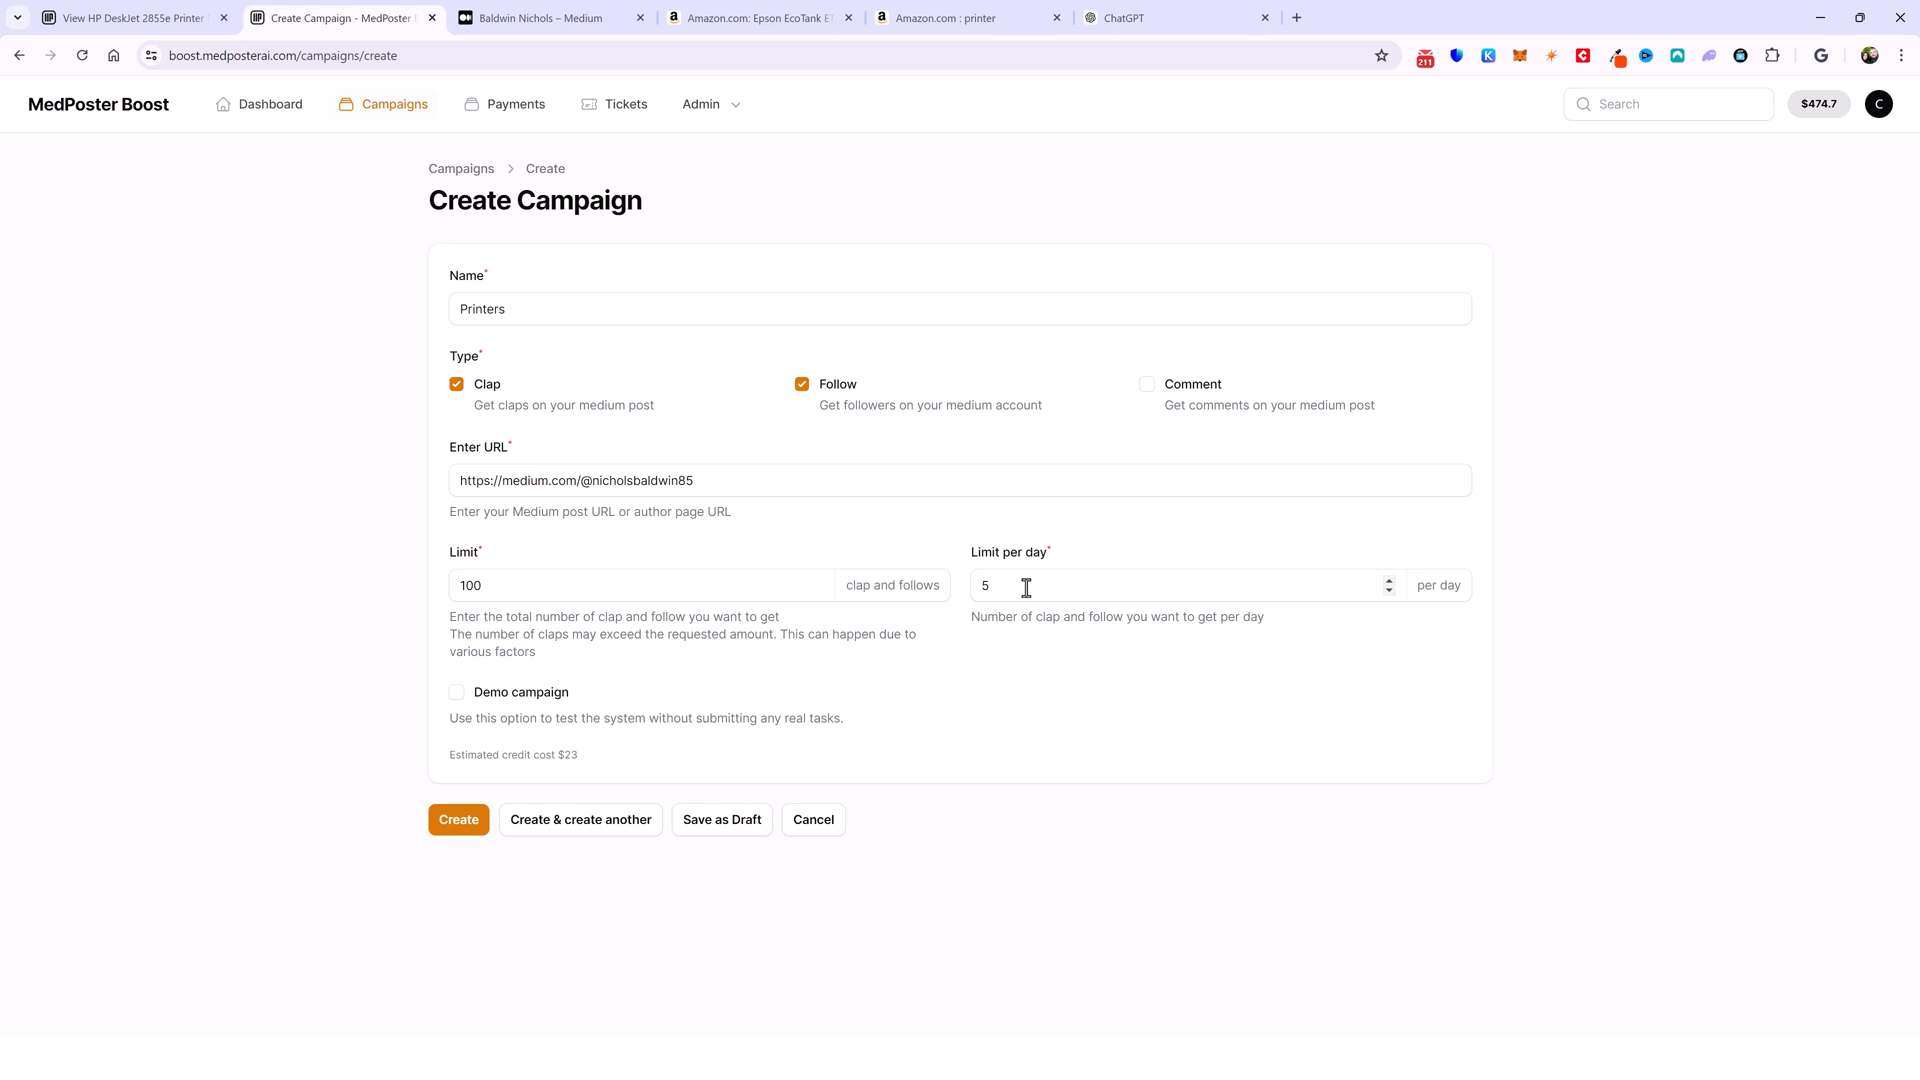 View HP DeskJet 2855e Printer
Create Campaign - MedPoster B
Baldwin Nichols – Medium
Amazon.com: Epson EcoTank ET
Amazon.com : printer
ChatGPT
boost.medposterai.com/campaigns/create
211
MedPoster Boost
Dashboard
Campaigns
Payments
Tickets
Admin
Search
$474.7
C
Campaigns > Create
Create Campaign
Name*
Printers
Type*
Clap
Follow
Comment
Get claps on your medium post
Get followers on your medium account
Get comments on your medium post
Enter URL*
https://medium.com/@nicholsbaldwin85
Enter your Medium post URL or author page URL
Limit*
Limit per day*
100
clap and follows
5
per day
Enter the total number of clap and follow you want to get
Number of clap and follow you want to get per day
The number of claps may exceed the requested amount. This can happen due to
various factors
Demo campaign
Use this option to test the system without submitting any real tasks.
Estimated credit cost $23
Create
Create & create another
Save as Draft
Cancel